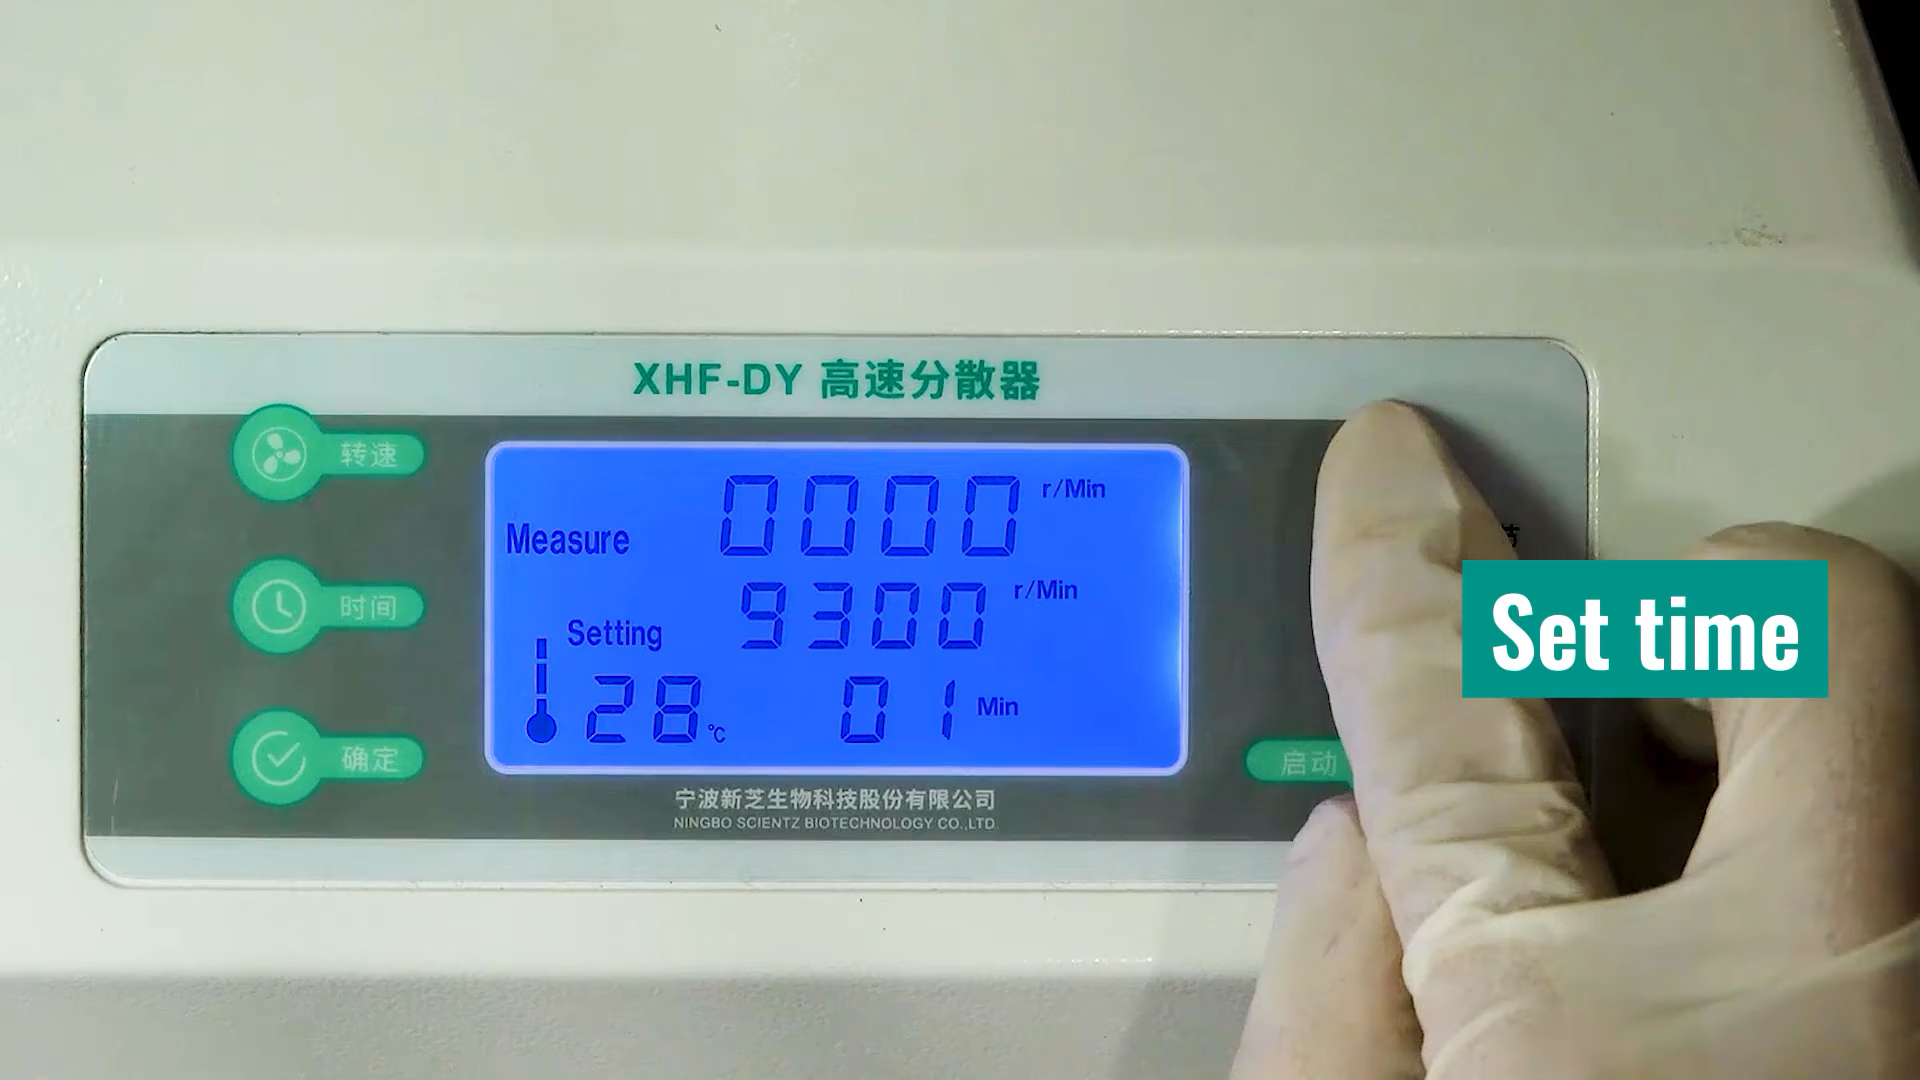 XHF-DY 高速分散器
转速
时间
确定
Measure 0000 r/Min
Setting 9300 r/Min
28 ℃ 01 Min
启动
宁波新芝生物科技股份有限公司
NINGBO SCIENTZ BIOTECHNOLOGY CO.,LTD.
Set time